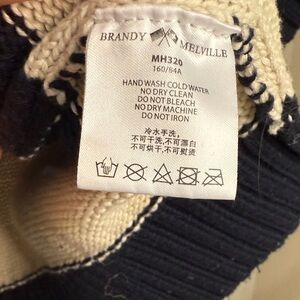 BRANDY MELVILLE
MH320
160/84A
HAND WASH COLD WATER
NO DRY CLEAN
DO NOT BLEACH
NO DRY MACHINE
DO NOT IRON
冷水手洗,
不可干洗,不可漂白
不可烘干,不可熨烫